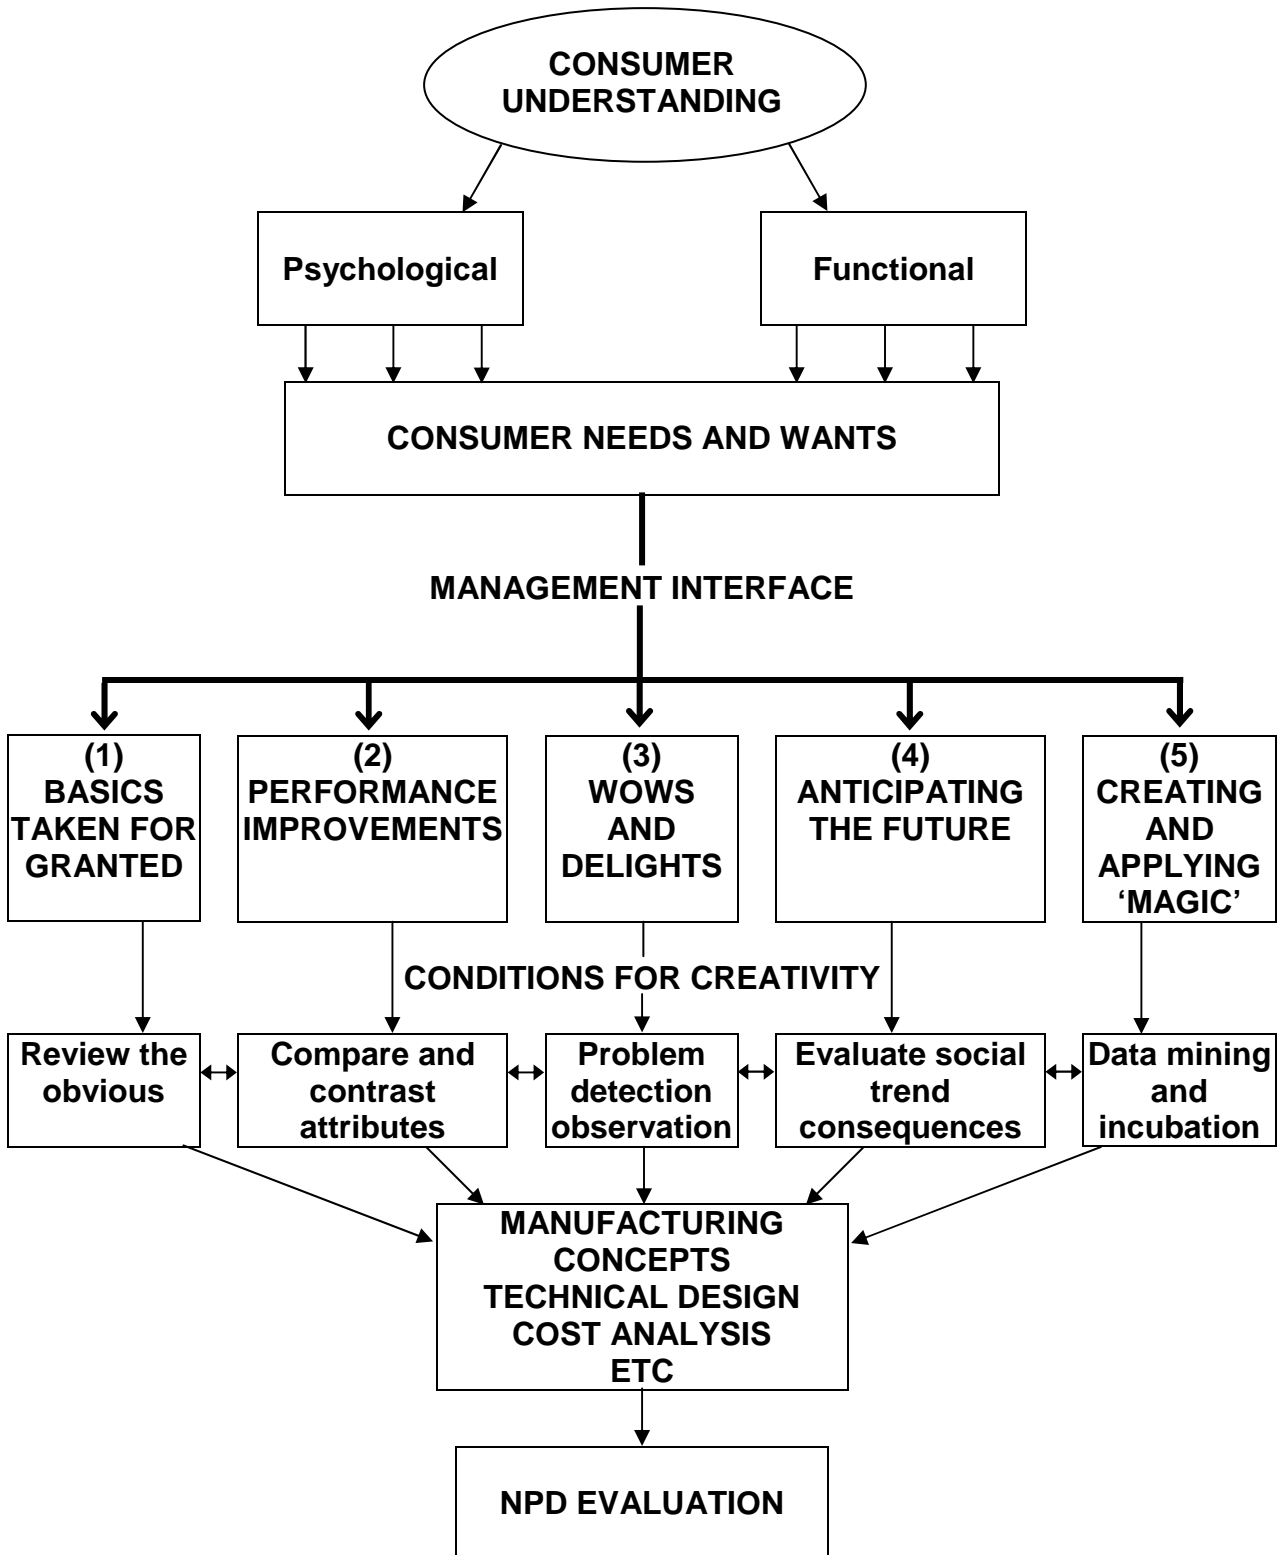 CONSUMER
UNDERSTANDING
Psychological
Functional
CONSUMER NEEDS AND WANTS
MANAGEMENT INTERFACE
(1)
BASICS
TAKEN FOR
GRANTED
(2)
PERFORMANCE
IMPROVEMENTS
(3)
WOWS
AND
DELIGHTS
(4)
ANTICIPATING
THE FUTURE
(5)
CREATING
AND
APPLYING
‘MAGIC’
CONDITIONS FOR CREATIVITY
Review the
obvious
Compare and
contrast
attributes
Problem
detection
observation
Evaluate social
trend
consequences
Data mining
and
incubation
MANUFACTURING
CONCEPTS
TECHNICAL DESIGN
COST ANALYSIS
ETC
NPD EVALUATION